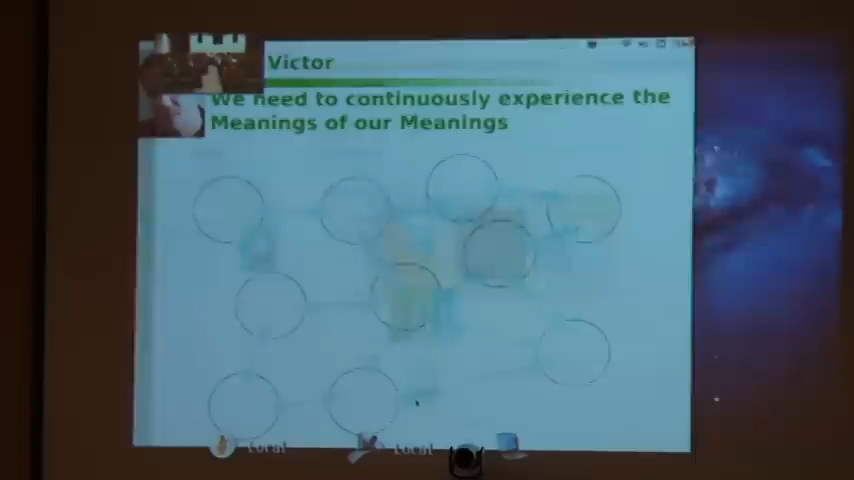 Victor
We need to continuously experience the
Meanings of our Meanings
Local
Local